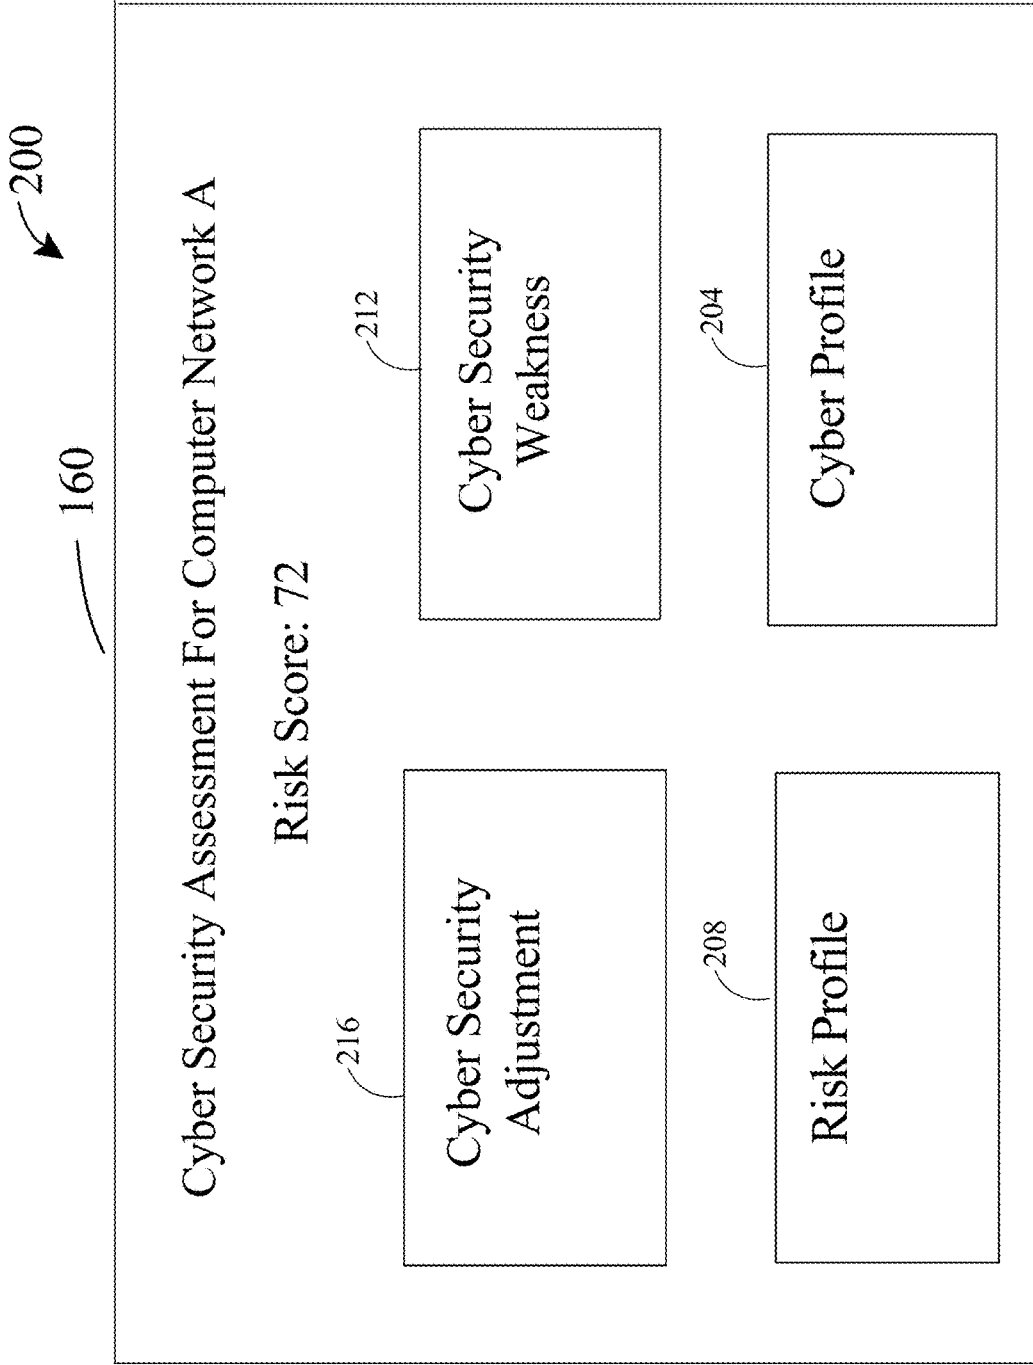 200
160
Cyber Security Assessment For Computer Network A
Risk Score: 72
216
Cyber Security
Adjustment
212
Cyber Security
Weakness
208
Risk Profile
204
Cyber Profile